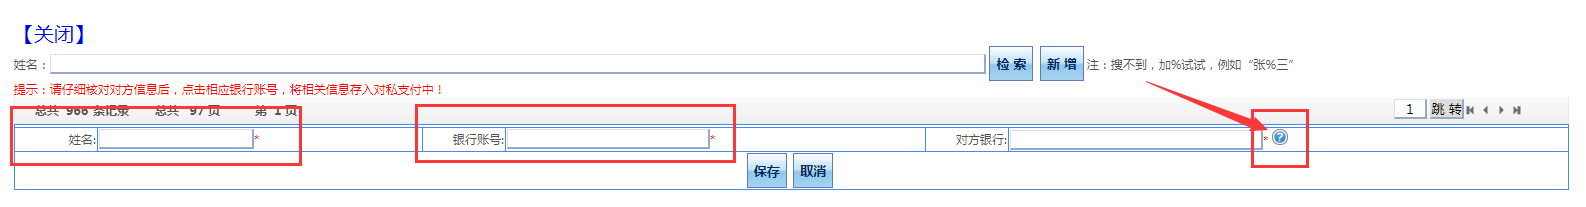 【关闭】
姓名： 检 索 新 增 注：搜不到，加%试试，例如“张%三”
提示：请仔细核对对方信息后，点击相应银行账号，将相关信息存入对私支付中！
总共 966 条记录 总共 97 页 第 1 页 1 跳 转
姓名: * 银行账号: * 对方银行: * ?
保存 取消